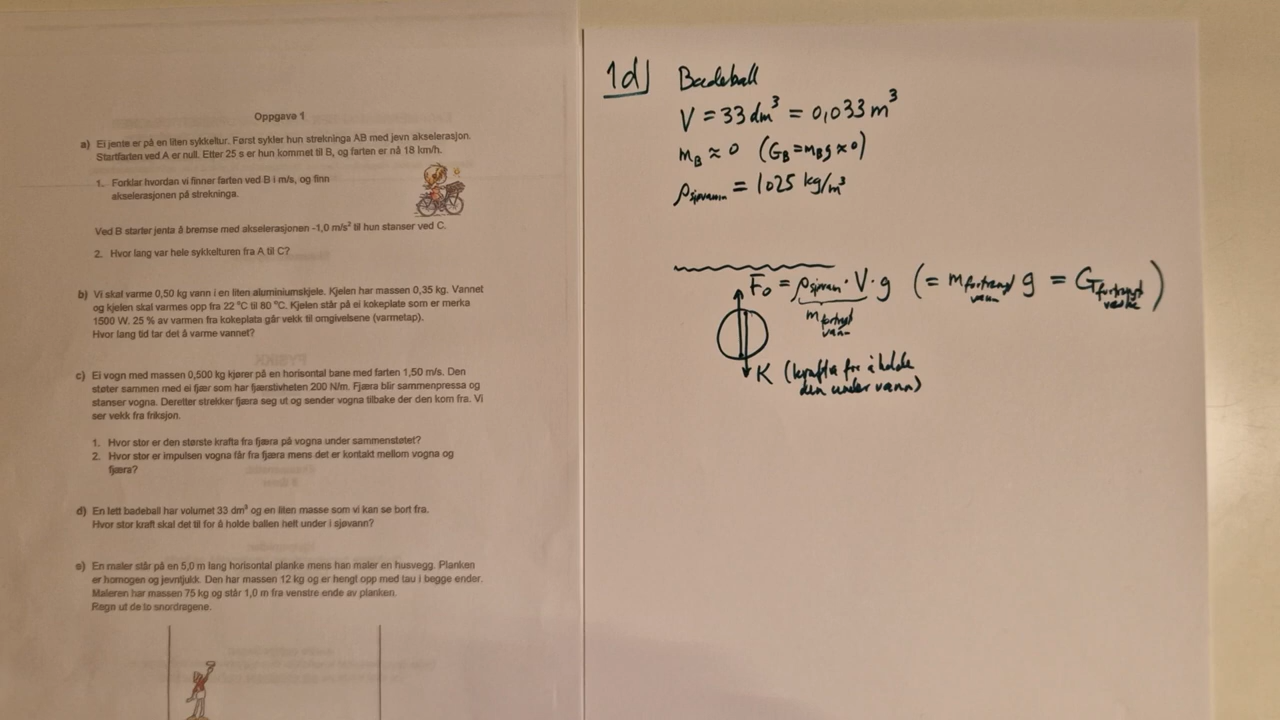 Oppgave 1
a) Ei jente er på en liten sykkeltur. Først sykler hun strekninga AB med jevn akselerasjon.
Startfarten ved A er null. Etter 25 s er hun kommet til B, og farten er nå 18 km/h.
1. Forklar hvordan vi finner farten ved B i m/s, og finn
akselerasjonen på strekninga.
Ved B starter jenta å bremse med akselerasjonen -1,0 m/s² til hun stanser ved C.
2. Hvor lang var hele sykkelturen fra A til C?
b) Vi skal varme 0,50 kg vann i en liten aluminiumskjele. Kjelen har massen 0,35 kg. Vannet
og kjelen skal varmes opp fra 22 °C til 80 °C. Kjelen står på ei kokeplate som er merka
1500 W. 25 % av varmen fra kokeplata går vekk til omgivelsene (varmetap).
Hvor lang tid tar det å varme vannet?
c) Ei vogn med massen 0,500 kg kjører på en horisontal bane med farten 1,50 m/s. Den
støter sammen med ei fjær som har fjærstivheten 200 N/m. Fjæra blir sammenpressa og
stanser vogna. Deretter strekker fjæra seg ut og sender vogna tilbake der den kom fra. Vi
ser vekk fra friksjon.
1. Hvor stor er den største krafta fra fjæra på vogna under sammenstøtet?
2. Hvor stor er impulsen vogna får fra fjæra mens det er kontakt mellom vogna og
fjæra?
d) En lett badeball har volumet 33 dm³ og en liten masse som vi kan se bort fra.
Hvor stor kraft skal det til for å holde ballen helt under i sjøvann?
e) En maler står på en 5,0 m lang horisontal planke mens han maler en husvegg. Planken
er homogen og jevntjukk. Den har massen 12 kg og er hengt opp med tau i begge ender.
Maleren har massen 75 kg og står 1,0 m fra venstre ende av planken.
Regn ut de to snordragene.
1d) Badeball
V = 33 dm³ = 0,033 m³
m_B ≈ 0 (G_B = m_B g ≈ 0)
ρ_sjøvann = 1025 kg/m³
F_o = ρ_sjøvann · V · g (= m_fortrengt vann g = G_fortrengt væske)
m_fortrengt vann
K (krafta for å holde
den under vann)